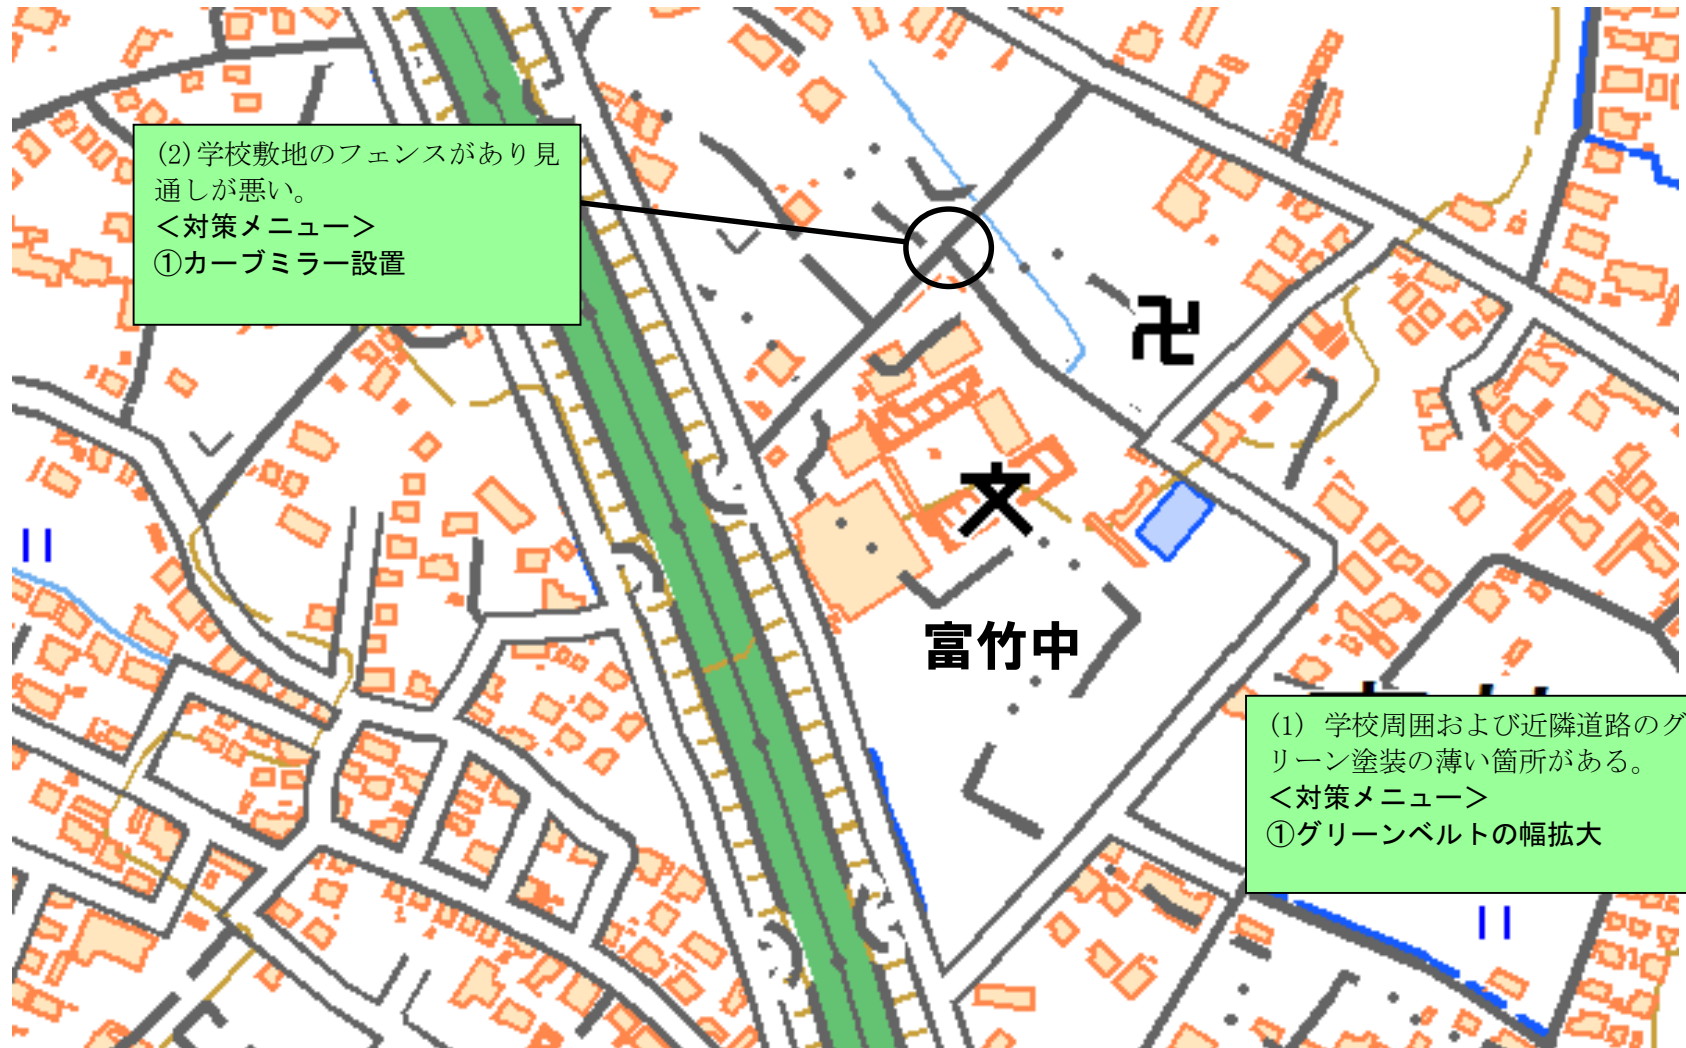 (2)学校敷地のフェンスがあり見
通しが悪い。
＜対策メニュー＞
①カーブミラー設置
文
富竹中
(1) 学校周囲および近隣道路のグ
リーン塗装の薄い箇所がある。
＜対策メニュー＞
①グリーンベルトの幅拡大